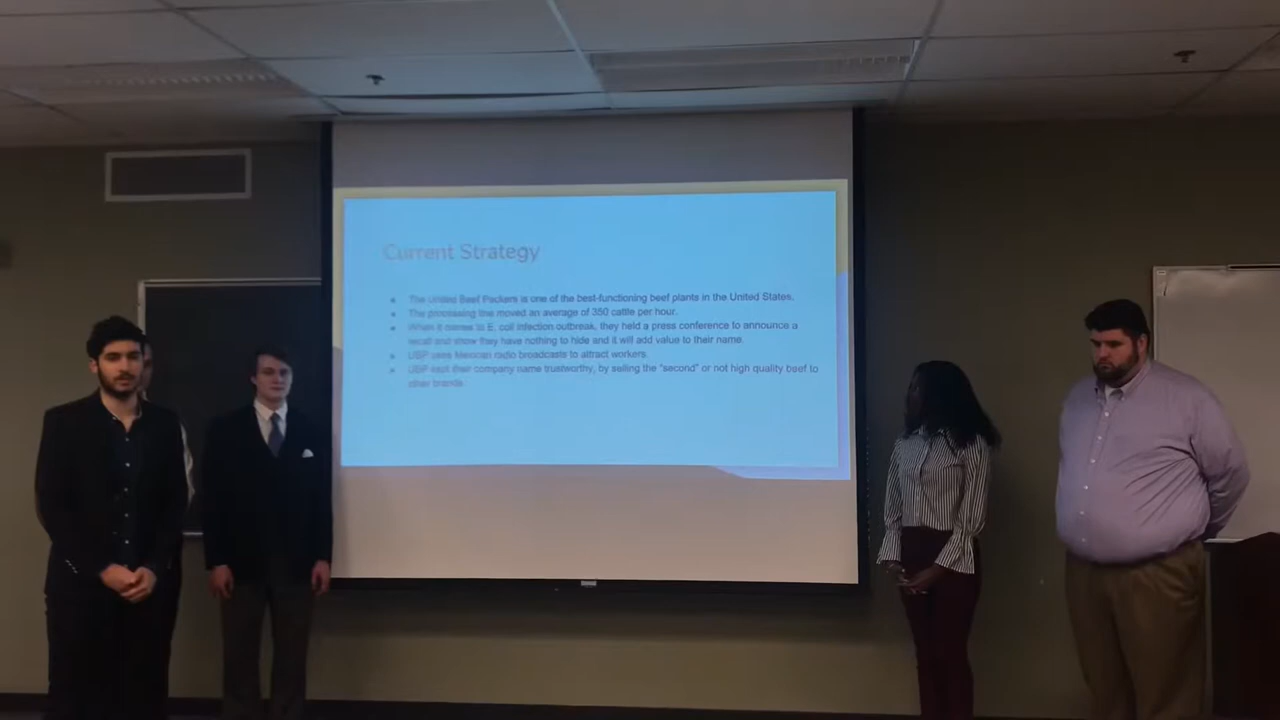 Current Strategy
The United Beef Packers is one of the best-functioning beef plants in the United States.
The processing line moved an average of 350 cattle per hour.
When it comes to E. coli infection outbreak, they held a press conference to announce a
recall and show they have nothing to hide and it will add value to their name.
UBP uses Mexican radio broadcasts to attract workers.
UBP their company name trustworthy, by selling the "second" or not high quality beef to
other brands.